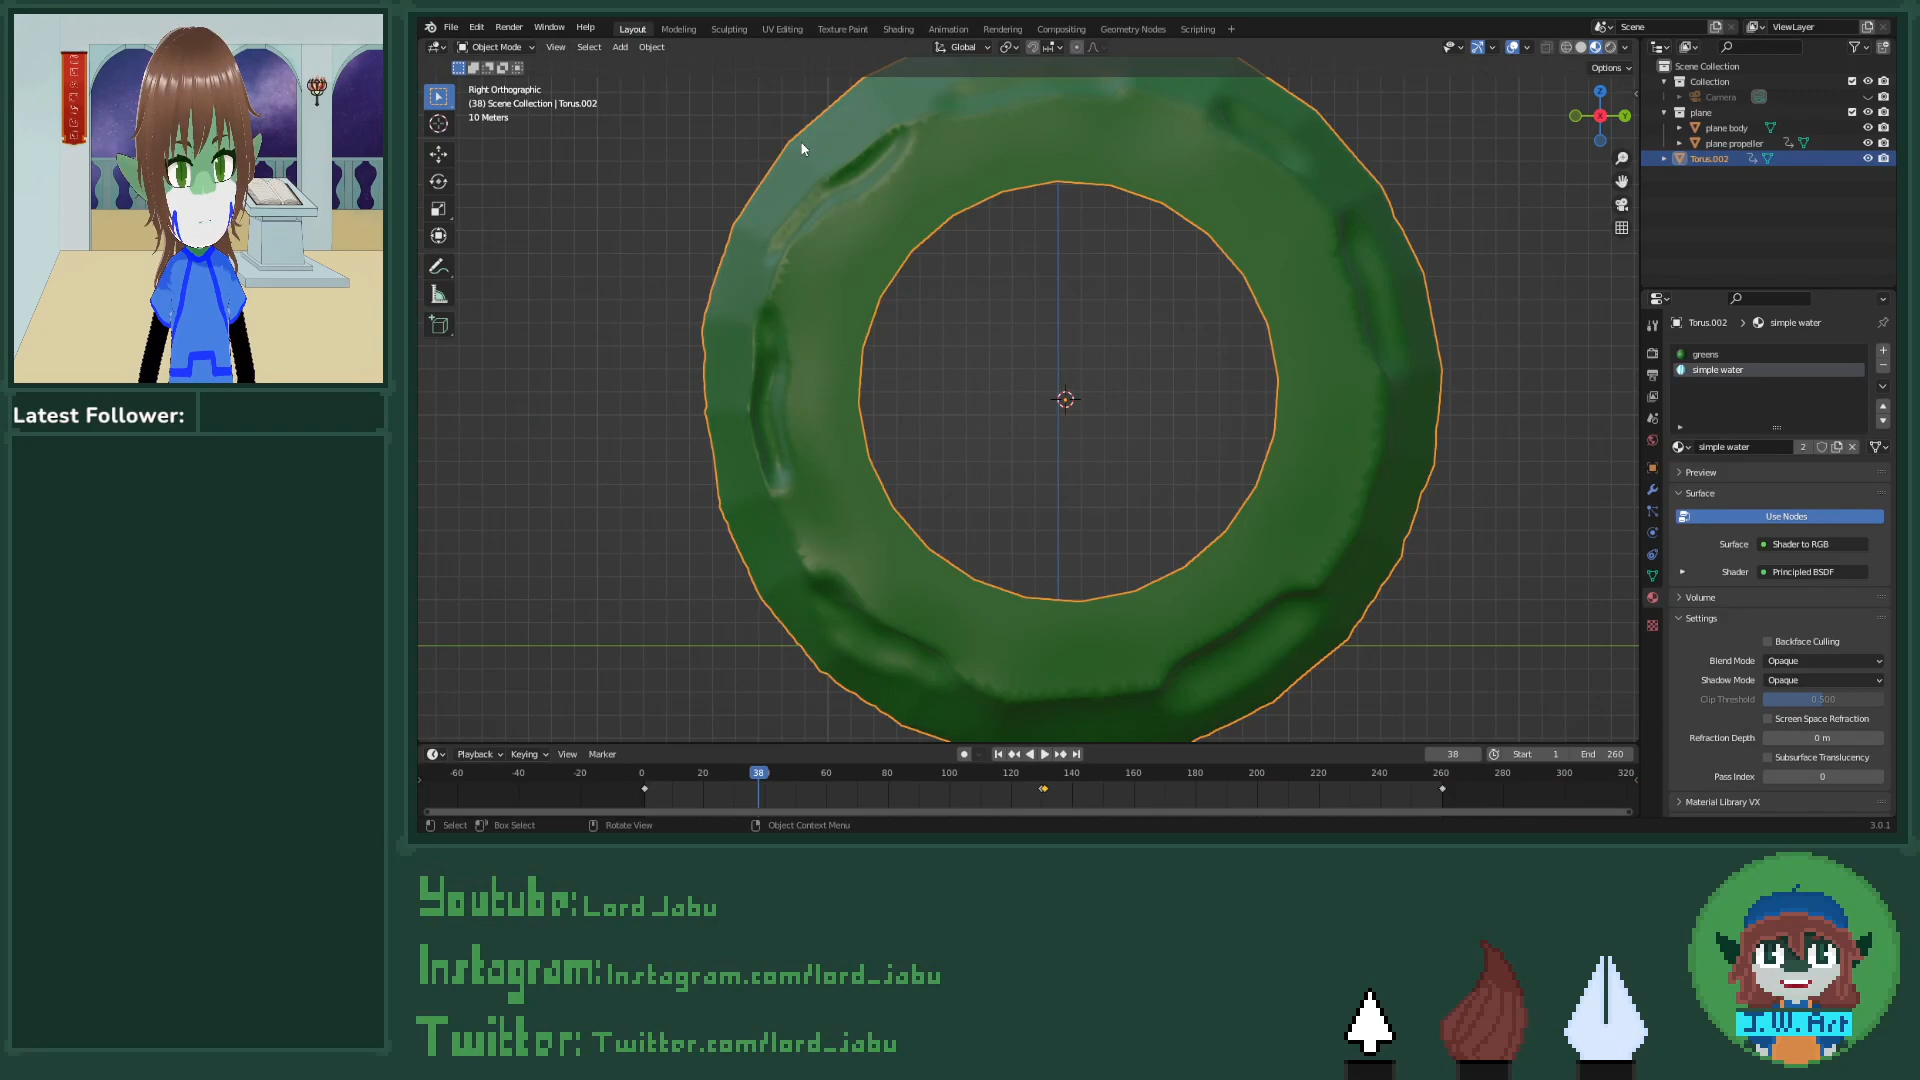 File Edit Render Window Help Layout Modeling Sculpting UV Editing Texture Paint Shading Animation Rendering Compositing Geometry Nodes Scripting + Scene ViewLayer
Object Mode View Select Add Object Global
Options
Right Orthographic
(38) Scene Collection | Torus.002
10 Meters
Z
X
Y
Scene Collection
Collection
Camera
plane
plane body
plane propeller
Torus.002
Torus.002 > simple water
greens
simple water
simple water 2
Preview
Surface
Use Nodes
Surface Shader to RGB
Shader Principled BSDF
Volume
Settings
Backface Culling
Blend Mode Opaque
Shadow Mode Opaque
Clip Threshold 0.500
Screen Space Refraction
Refraction Depth 0 m
Subsurface Translucency
Pass Index 0
Material Library VX
Playback Keying View Marker 38 Start 1 End 260
-60 -40 -20 0 20 38 60 80 100 120 140 160 180 200 220 240 260 280 300 320
Select Box Select Rotate View Object Context Menu 3.0.1
Latest Follower:
Youtube: Lord Jabu
Instagram: Instagram.com/lord_jabu
Twitter: Twitter.com/lord_jabu
J.W. Art